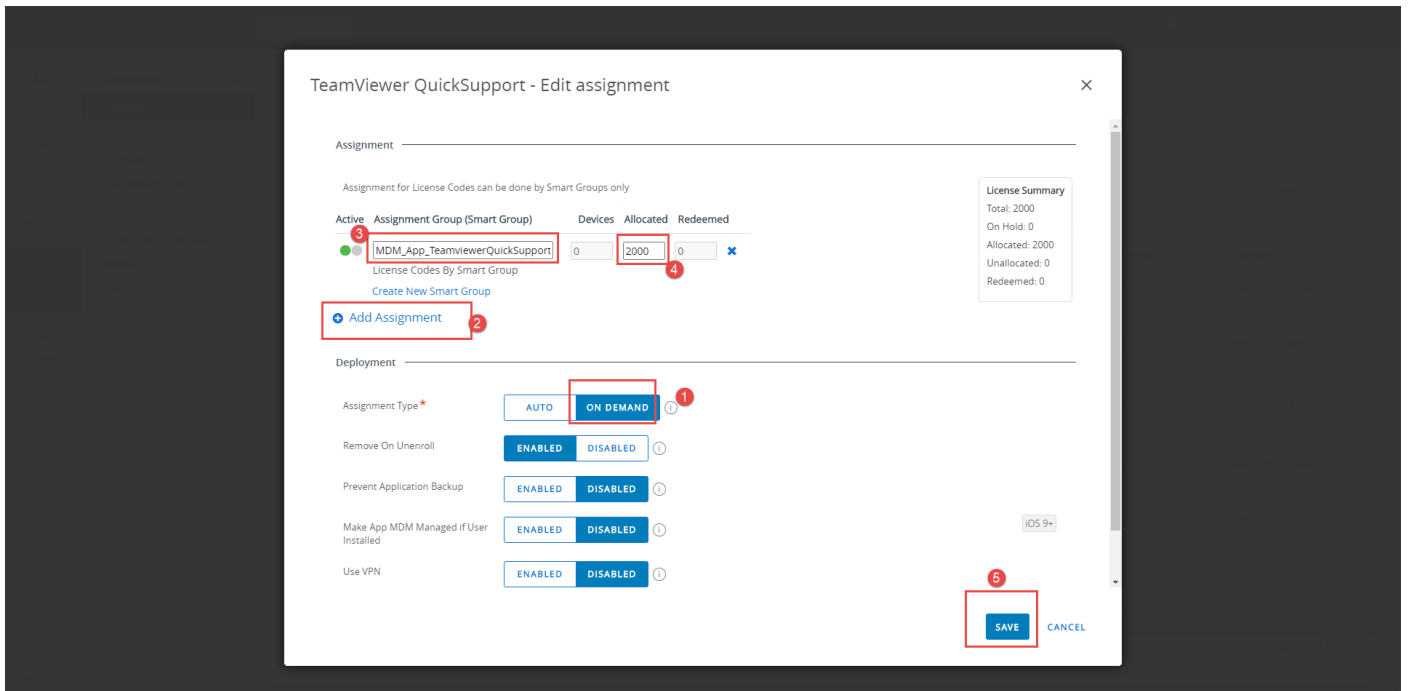 TeamViewer QuickSupport - Edit assignment
Assignment
Assignment for License Codes can be done by Smart Groups only
Active Assignment Group (Smart Group) Devices Allocated Redeemed
3
MDM_App_TeamviewerQuickSupport 0 2000 0
4
License Codes By Smart Group
Create New Smart Group
Add Assignment
2
License Summary
Total: 2000
On Hold: 0
Allocated: 2000
Unallocated: 0
Redeemed: 0
Deployment
1
Assignment Type* AUTO ON DEMAND
Remove On Unenroll ENABLED DISABLED
Prevent Application Backup ENABLED DISABLED
Make App MDM Managed if User
Installed
ENABLED DISABLED
iOS 9+
Use VPN ENABLED DISABLED
5
SAVE CANCEL